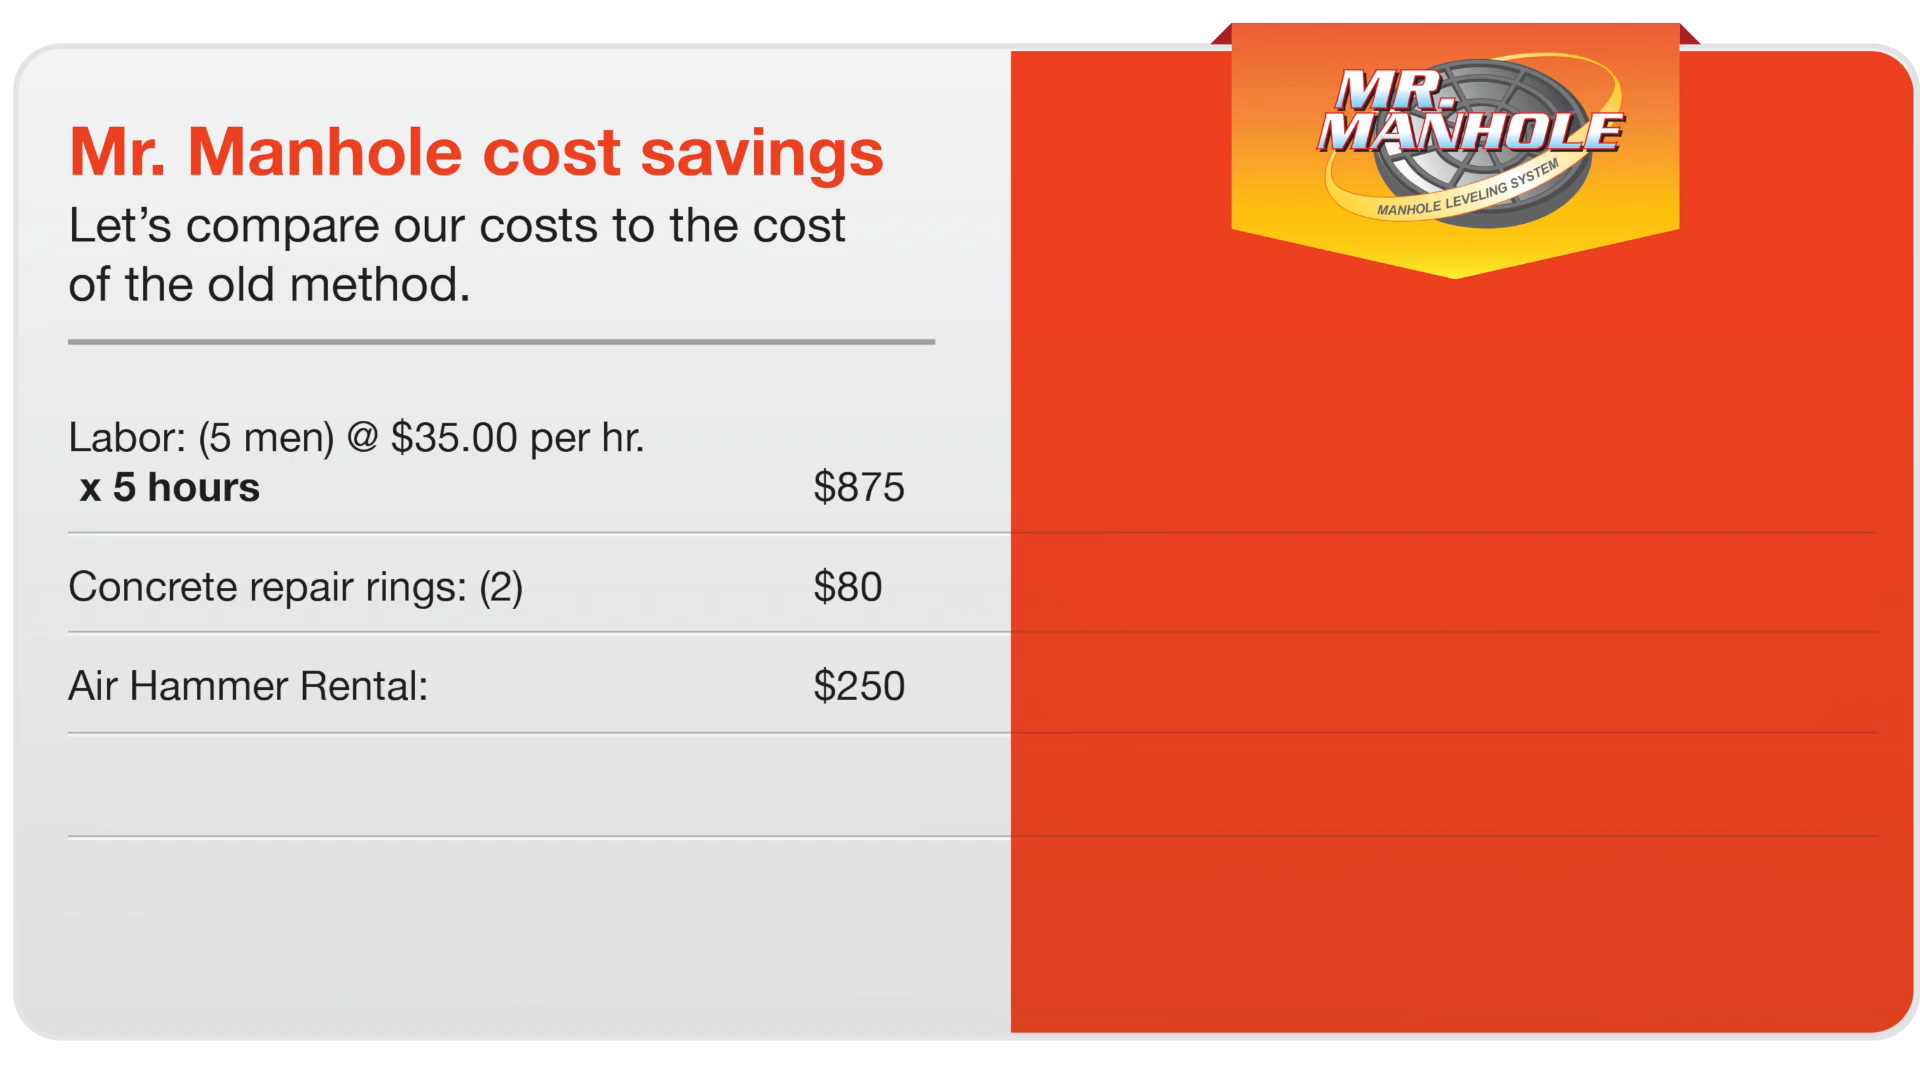 Mr. Manhole cost savings
Let’s compare our costs to the cost
of the old method.
Labor: (5 men) @ $35.00 per hr.
x 5 hours $875
Concrete repair rings: (2) $80
Air Hammer Rental: $250
MR.
MANHOLE
MANHOLE LEVELING SYSTEM